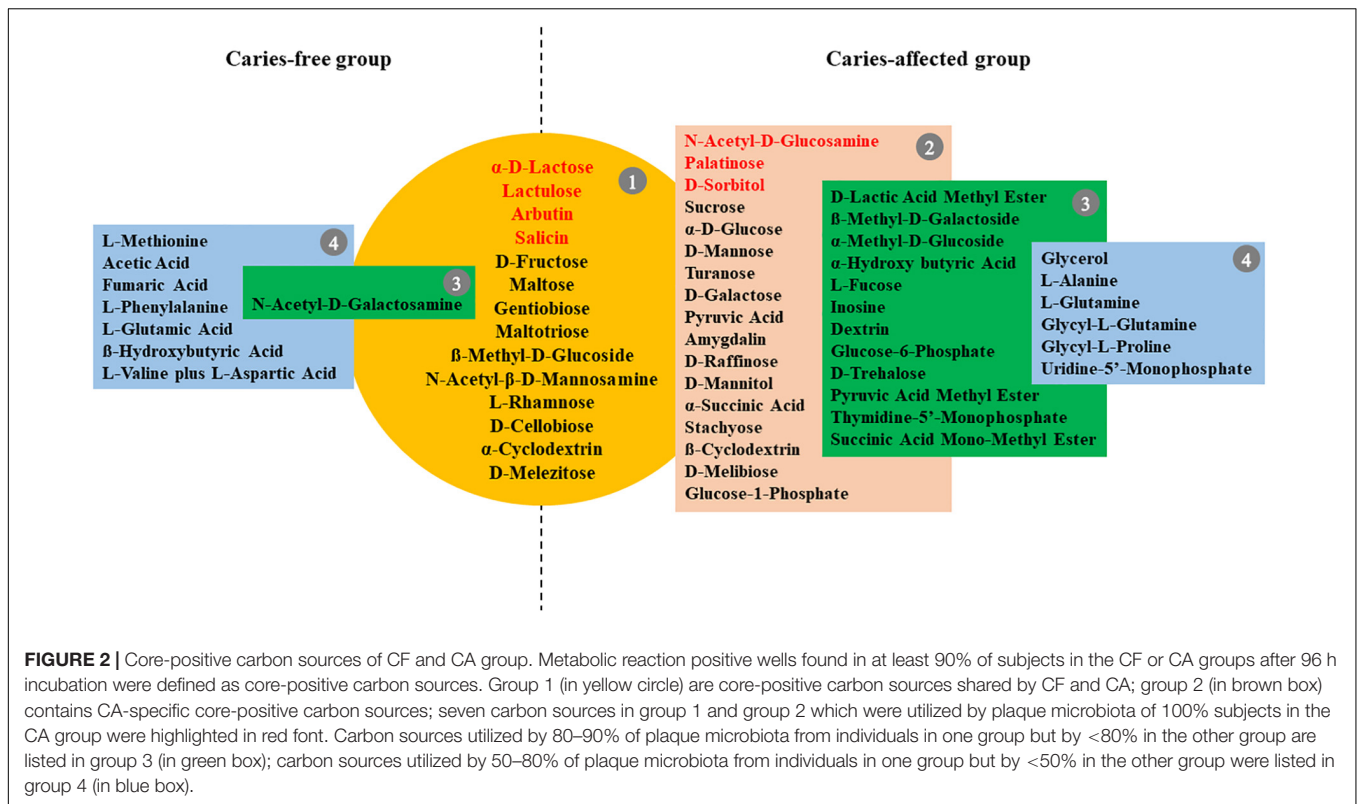 Caries-free group
Caries-affected group
4
L-Methionine
Acetic Acid
Fumaric Acid
L-Phenylalanine
L-Glutamic Acid
ß-Hydroxybutyric Acid
L-Valine plus L-Aspartic Acid
3
N-Acetyl-D-Galactosamine
1
α-D-Lactose
Lactulose
Arbutin
Salicin
D-Fructose
Maltose
Gentiobiose
Maltotriose
ß-Methyl-D-Glucoside
N-Acetyl-β-D-Mannosamine
L-Rhamnose
D-Cellobiose
α-Cyclodextrin
D-Melezitose
2
N-Acetyl-D-Glucosamine
Palatinose
D-Sorbitol
Sucrose
α-D-Glucose
D-Mannose
Turanose
D-Galactose
Pyruvic Acid
Amygdalin
D-Raffinose
D-Mannitol
α-Succinic Acid
Stachyose
ß-Cyclodextrin
D-Melibiose
Glucose-1-Phosphate
3
D-Lactic Acid Methyl Ester
ß-Methyl-D-Galactoside
α-Methyl-D-Glucoside
α-Hydroxy butyric Acid
L-Fucose
Inosine
Dextrin
Glucose-6-Phosphate
D-Trehalose
Pyruvic Acid Methyl Ester
Thymidine-5’-Monophosphate
Succinic Acid Mono-Methyl Ester
4
Glycerol
L-Alanine
L-Glutamine
Glycyl-L-Glutamine
Glycyl-L-Proline
Uridine-5’-Monophosphate
FIGURE 2 | Core-positive carbon sources of CF and CA group. Metabolic reaction positive wells found in at least 90% of subjects in the CF or CA groups after 96 h
incubation were defined as core-positive carbon sources. Group 1 (in yellow circle) are core-positive carbon sources shared by CF and CA; group 2 (in brown box)
contains CA-specific core-positive carbon sources; seven carbon sources in group 1 and group 2 which were utilized by plaque microbiota of 100% subjects in the
CA group were highlighted in red font. Carbon sources utilized by 80–90% of plaque microbiota from individuals in one group but by <80% in the other group are
listed in group 3 (in green box); carbon sources utilized by 50–80% of plaque microbiota from individuals in one group but by <50% in the other group were listed in
group 4 (in blue box).